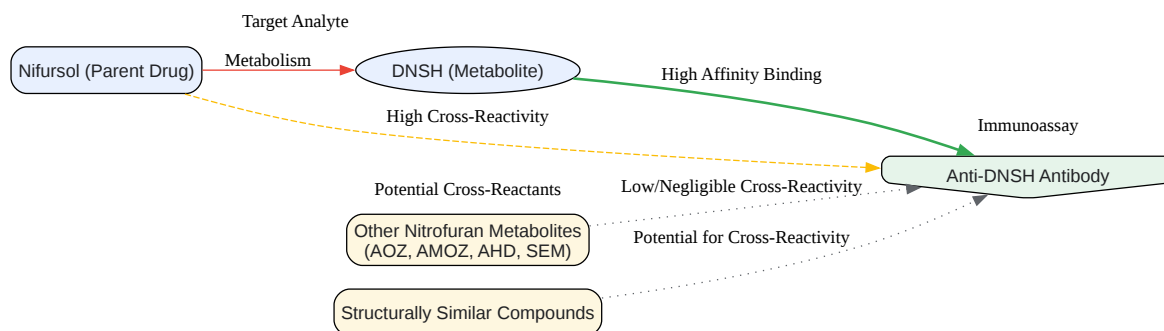 Target Analyte
Nifursol (Parent Drug)
Metabolism
DNSH (Metabolite)
High Affinity Binding
High Cross-Reactivity
Immunoassay
Anti-DNSH Antibody
Potential Cross-Reactants
Low/Negligible Cross-Reactivity
Other Nitrofuran Metabolites
(AOZ, AMOZ, AHD, SEM)
Potential for Cross-Reactivity
Structurally Similar Compounds